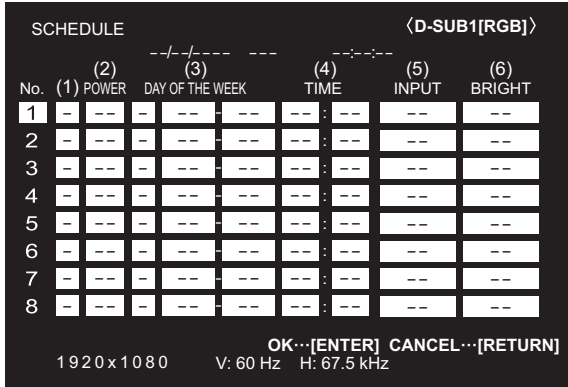 SCHEDULE 〈D-SUB1[RGB]〉
--/--/---- --- --:--:--
(2) (3) (4) (5) (6)
No. (1) POWER DAY OF THE WEEK TIME INPUT BRIGHT
1 - -- - -- - -- -- : -- -- --
2 - -- - -- - -- -- : -- -- --
3 - -- - -- - -- -- : -- -- --
4 - -- - -- - -- -- : -- -- --
5 - -- - -- - -- -- : -- -- --
6 - -- - -- - -- -- : -- -- --
7 - -- - -- - -- -- : -- -- --
8 - -- - -- - -- -- : -- -- --
OK···[ENTER] CANCEL···[RETURN]
1920x1080 V: 60 Hz H: 67.5 kHz